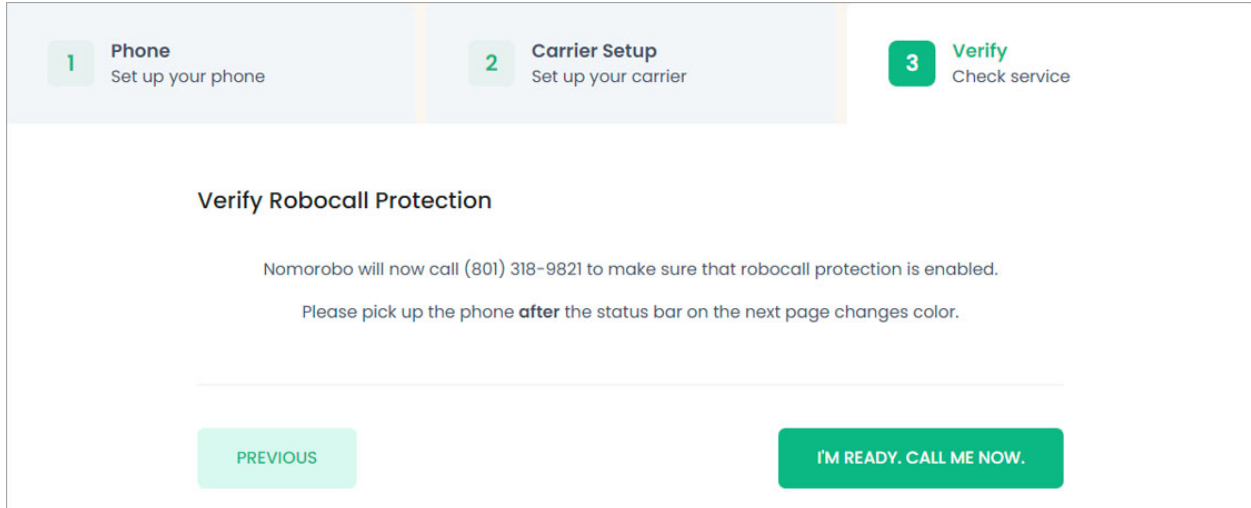 1
Phone
Set up your phone
2
Carrier Setup
Set up your carrier
3
Verify
Check service
Verify Robocall Protection
Nomorobo will now call (801) 318-9821 to make sure that robocall protection is enabled.
Please pick up the phone after the status bar on the next page changes color.
PREVIOUS
I'M READY. CALL ME NOW.